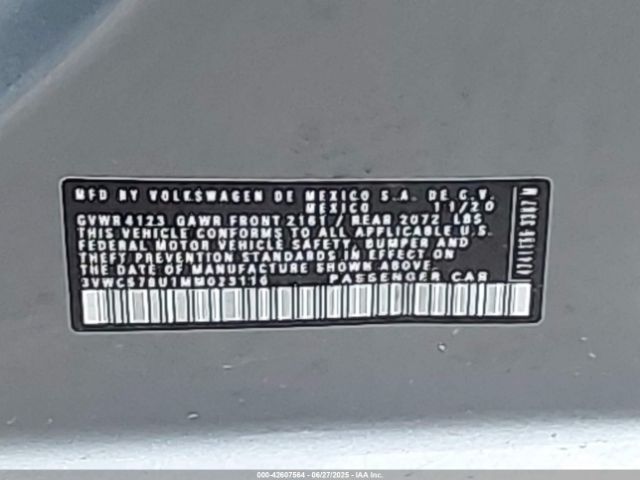 MFD BY VOLKSWAGEN DE MEXICO S.A. DE C.V.
MEXICO 11/20
GVWR 4123 GAWR FRONT 2161 / REAR 2072 LBS
THIS VEHICLE CONFORMS TO ALL APPLICABLE U.S.
FEDERAL MOTOR VEHICLE SAFETY, BUMPER AND
THEFT PREVENTION STANDARDS IN EFFECT ON
THE DATE OF MANUFACTURE SHOWN ABOVE.
3VWCS7BU1MM023116 PASSENGER CAR
000-42607564 | 06/27/2025 | IAA Inc.